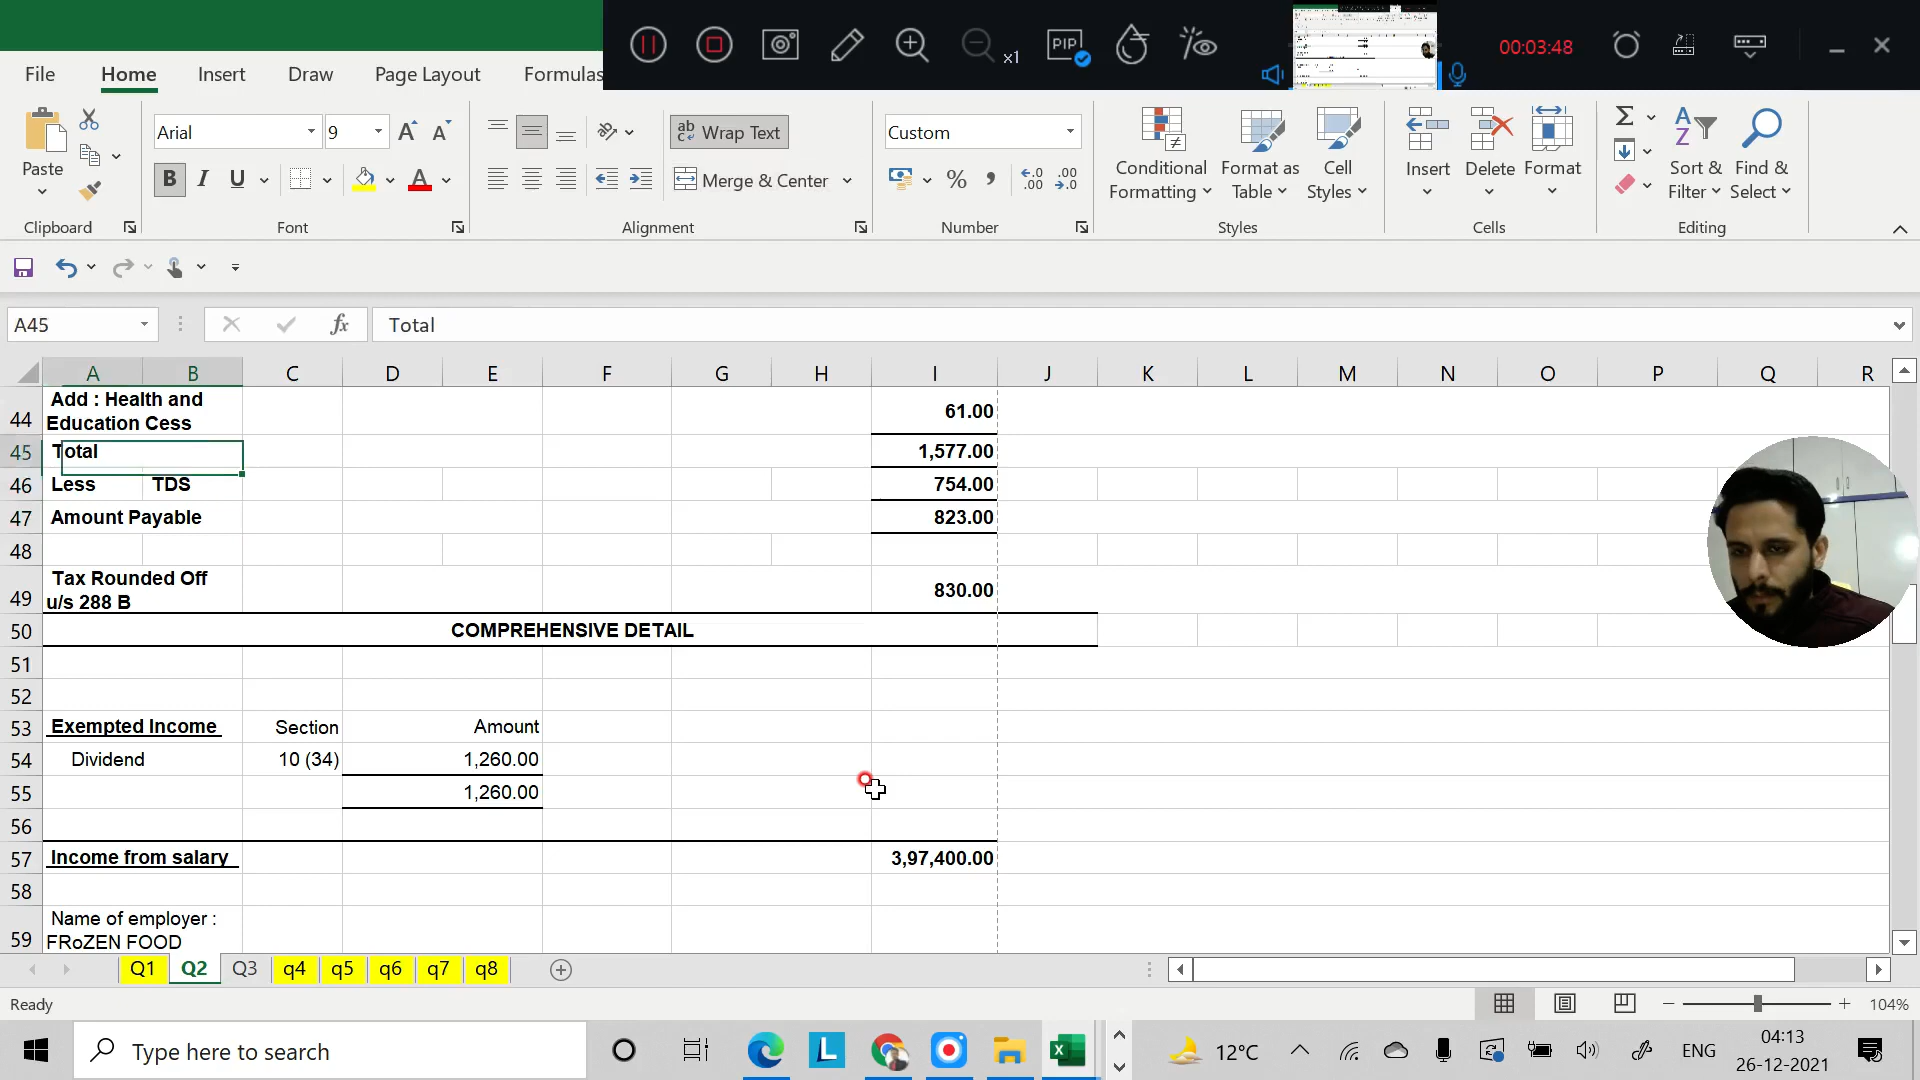 00:03:48
x1
PIP
File Home Insert Draw Page Layout Formulas
Paste
Clipboard
Arial 9
B I U
Font
Wrap Text
Merge & Center
Alignment
Custom
Number
Conditional Formatting
Format as Table
Cell Styles
Styles
Insert Delete Format
Cells
Sort & Filter
Find & Select
Editing
A45 fx Total
A B C D E F G H I J K L M N O P Q R
44 Add : Health and
Education Cess 61.00
45 Total 1,577.00
46 Less TDS 754.00
47 Amount Payable 823.00
48
49 Tax Rounded Off
u/s 288 B 830.00
50 COMPREHENSIVE DETAIL
51
52
53 Exempted Income Section Amount
54 Dividend 10 (34) 1,260.00
55 1,260.00
56
57 Income from salary 3,97,400.00
58
59 Name of employer :
FRoZEN FOOD
Q1 Q2 Q3 q4 q5 q6 q7 q8
Ready 104%
Type here to search
12°C ENG
04:13
26-12-2021